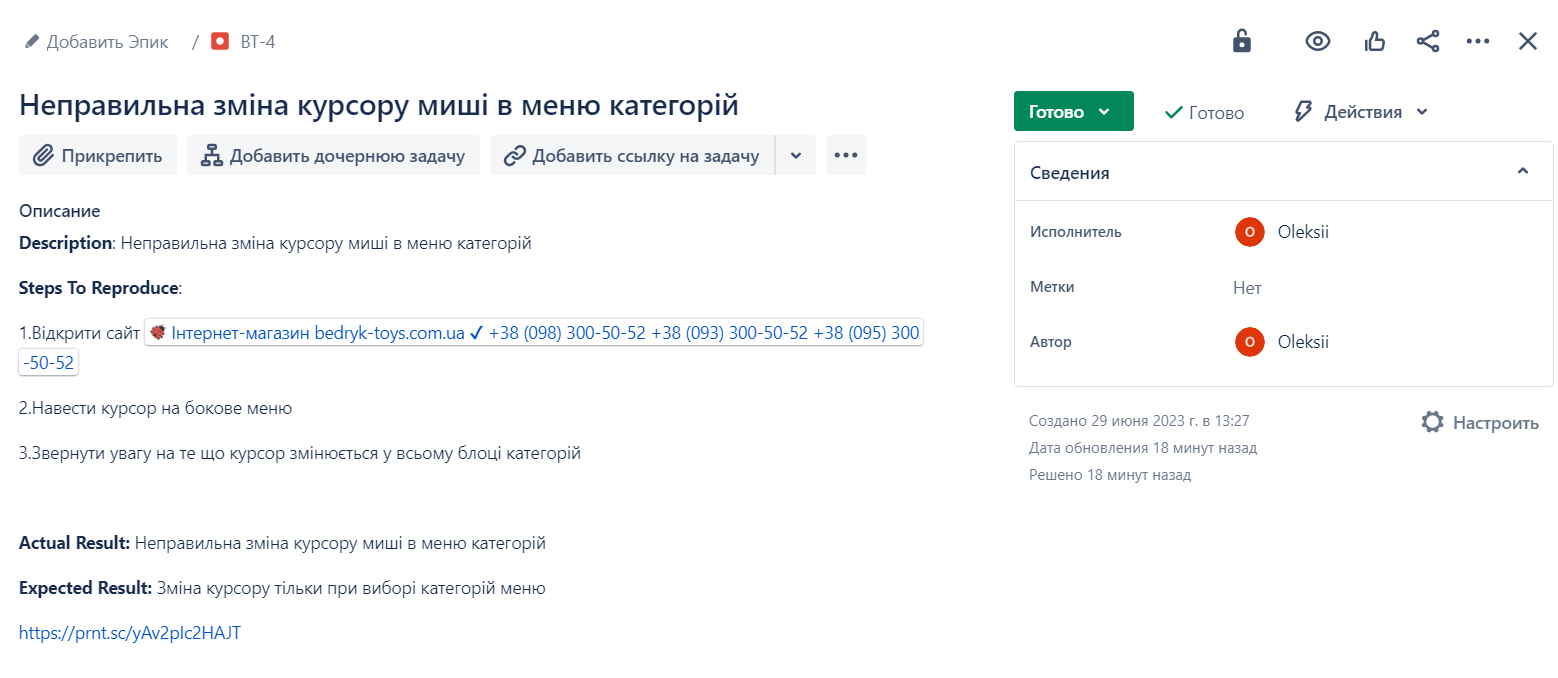 Добавить Эпик / BT-4
Неправильна зміна курсору миші в меню категорій
Прикрепить Добавить дочернюю задачу Добавить ссылку на задачу
Описание
Description: Неправильна зміна курсору миші в меню категорій
Steps To Reproduce:
1.Відкрити сайт Інтернет-магазин bedryk-toys.com.ua ✓ +38 (098) 300-50-52 +38 (093) 300-50-52 +38 (095) 300
-50-52
2.Навести курсор на бокове меню
3.Звернути увагу на те що курсор змінюється у всьому блоці категорій
Actual Result: Неправильна зміна курсору миші в меню категорій
Expected Result: Зміна курсору тільки при виборі категорій меню
https://prnt.sc/yAv2pIc2HAJT
Готово Готово Действия
Сведения
Исполнитель O Oleksii
Метки Нет
Автор O Oleksii
Создано 29 июня 2023 г. в 13:27
Настроить
Дата обновления 18 минут назад
Решено 18 минут назад